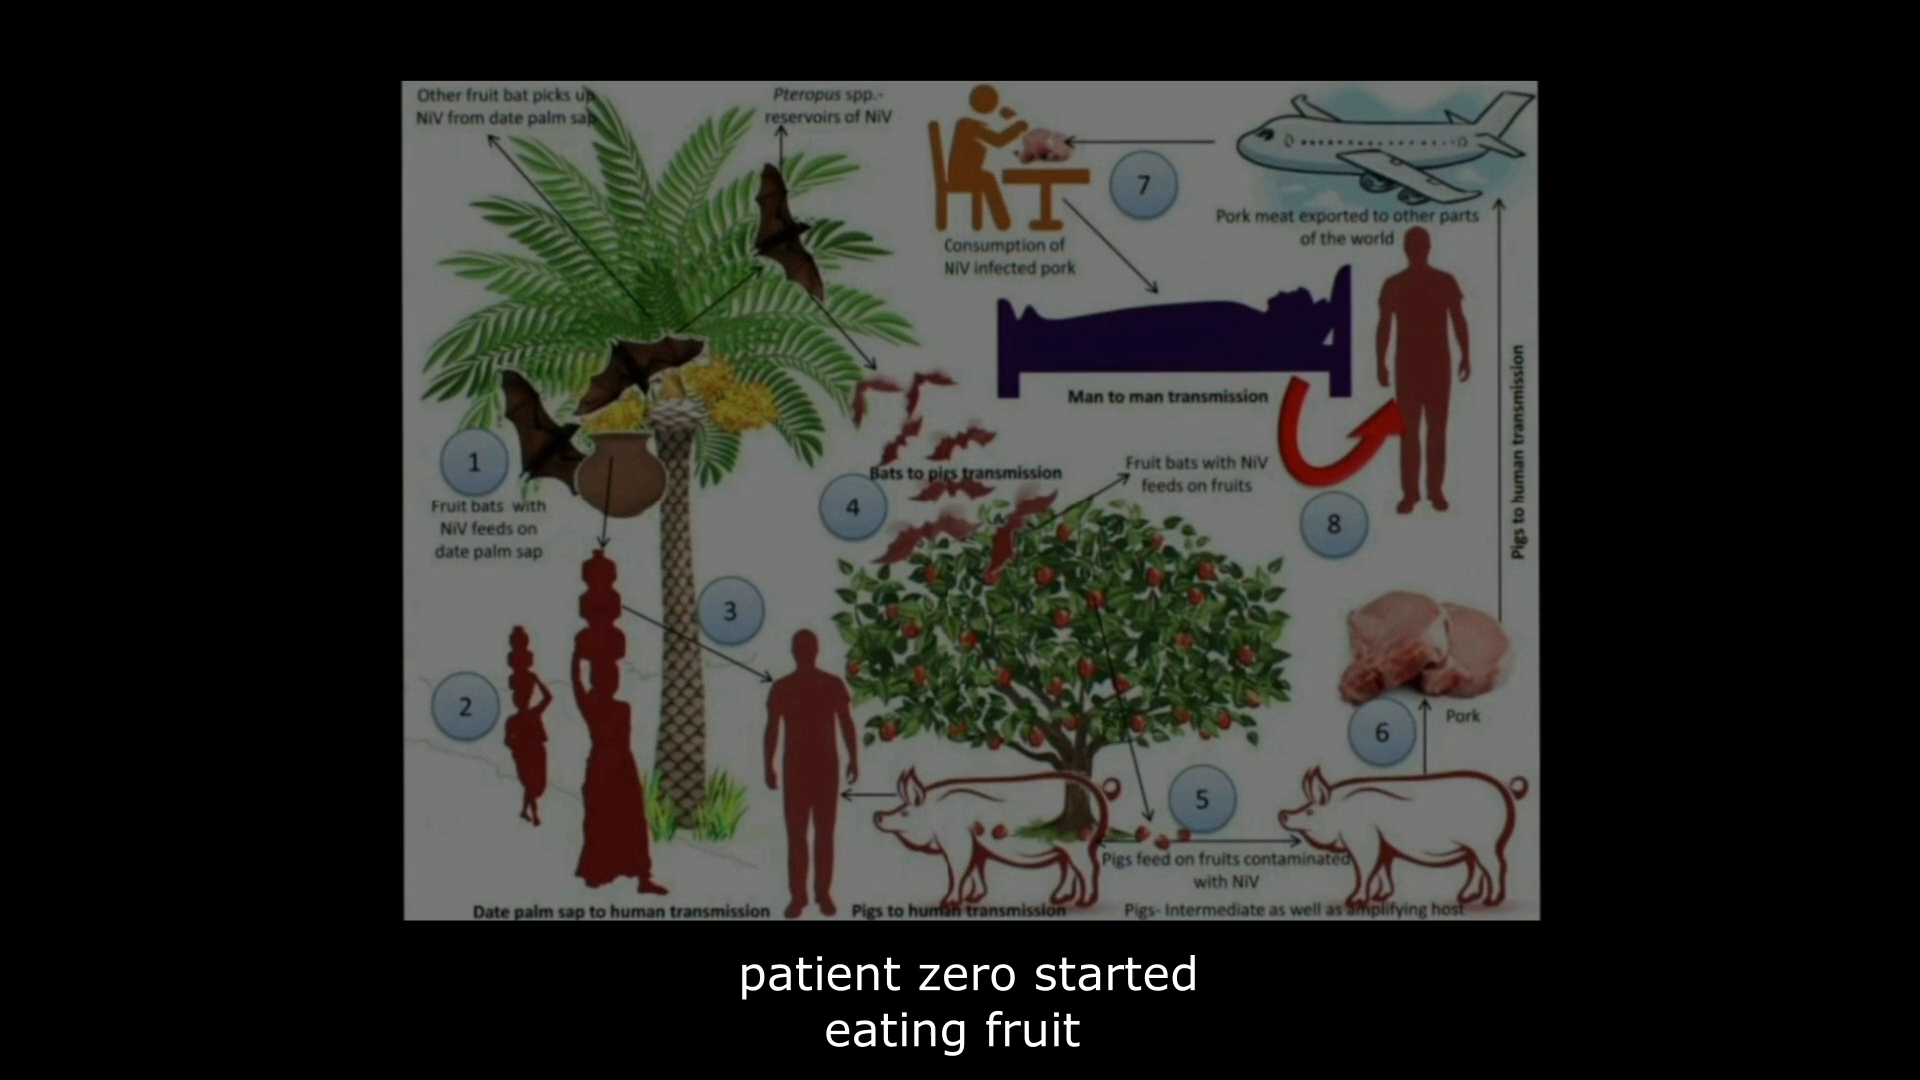 Other fruit bat picks up
NiV from date palm sap
Pteropus spp.-
reservoirs of NiV
7
Consumption of
NiV infected pork
Pork meat exported to other parts
of the world
Man to man transmission
Pigs to human transmission
1
Fruit bats with
NiV feeds on
date palm sap
4
Bats to pigs transmission
Fruit bats with NiV
feeds on fruits
8
3
2
6
Pork
5
Pigs feed on fruits contaminated
with NiV
Date palm sap to human transmission
Pigs to human transmission
Pigs- Intermediate as well as amplifying host
patient zero started
eating fruit